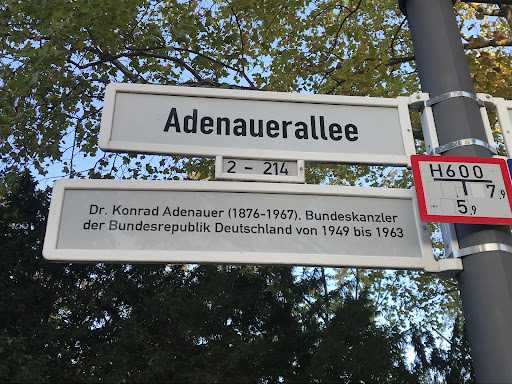 Adenauerallee
2 - 214
Dr. Konrad Adenauer (1876-1967). Bundeskanzler
der Bundesrepublik Deutschland von 1949 bis 1963
H600
7,9
5,9